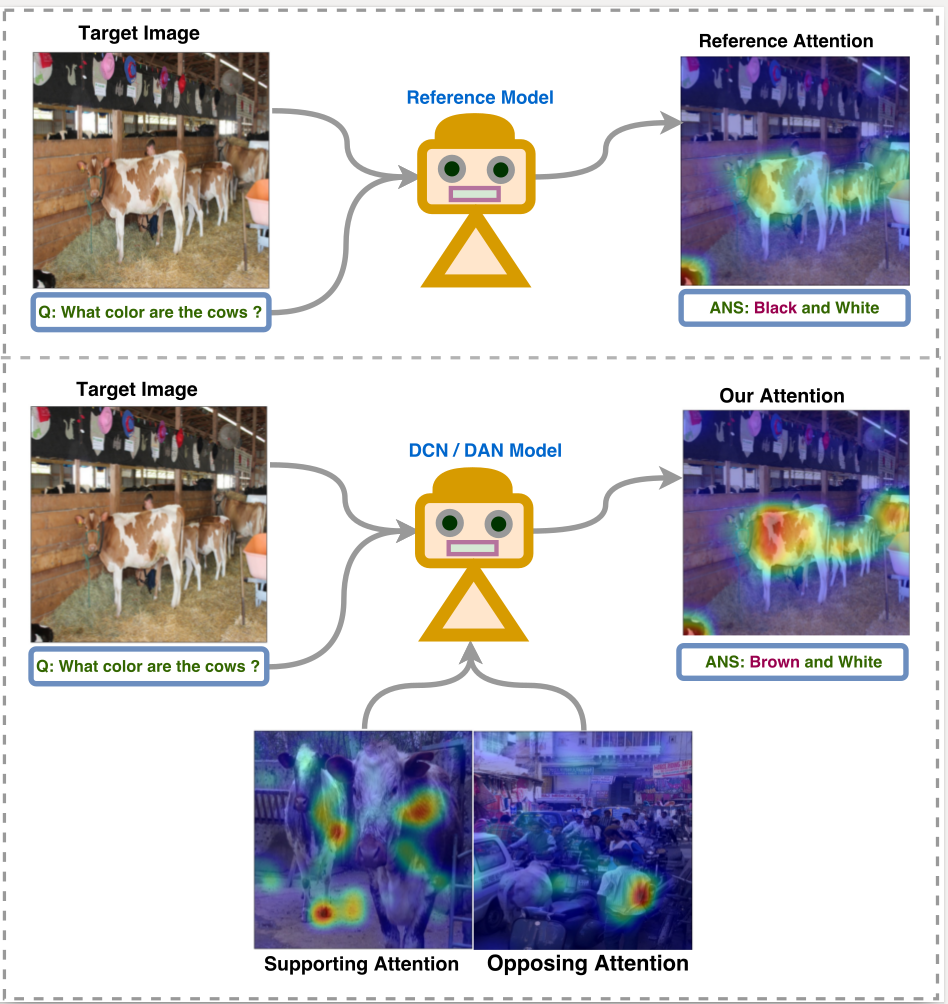 Target Image
Reference Attention
Reference Model
Q: What color are the cows ?
ANS: Black and White
Target Image
Our Attention
DCN / DAN Model
Q: What color are the cows ?
ANS: Brown and White
Supporting Attention
Opposing Attention